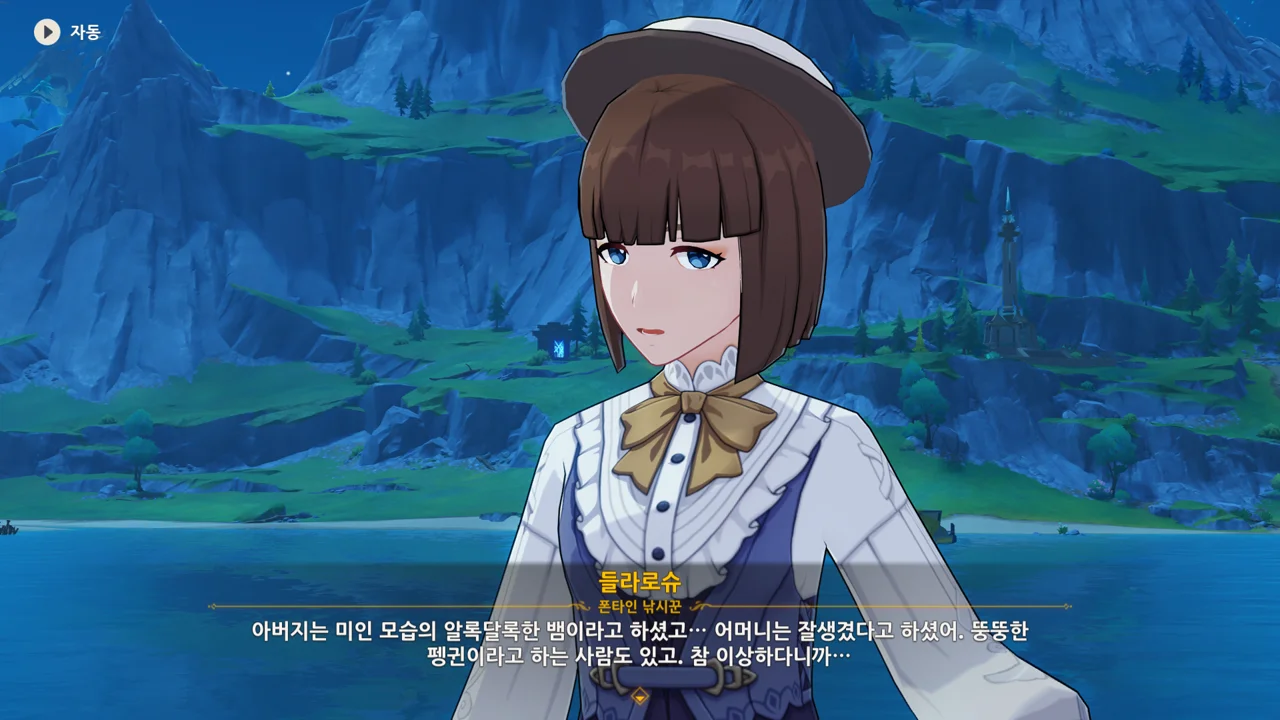 자동
들라로슈
폰타인 낚시꾼
아버지는 미인 모습의 알록달록한 뱀이라고 하셨고… 어머니는 잘생겼다고 하셨어. 뚱뚱한
펭귄이라고 하는 사람도 있고. 참 이상하다니까…